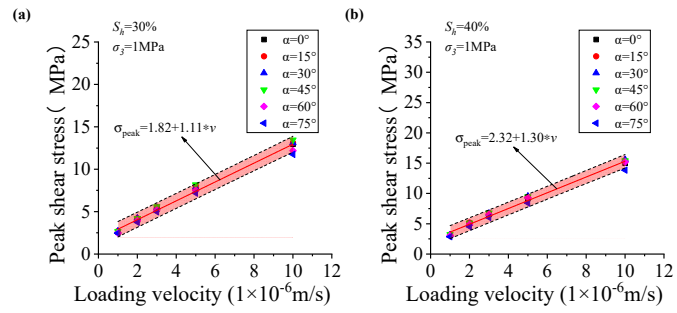 (a)
S_h=30%
σ_3=1MPa
α=0°
α=15°
α=30°
α=45°
α=60°
α=75°
σ_peak=1.82+1.11*v
Peak shear stress( MPa)
25
20
15
10
5
0
0 2 4 6 8 10 12
Loading velocity (1×10^-6m/s)
(b)
S_h=40%
σ_3=1MPa
α=0°
α=15°
α=30°
α=45°
α=60°
α=75°
σ_peak=2.32+1.30*v
Peak shear stress( MPa)
40
35
30
25
20
15
10
5
0
0 2 4 6 8 10 12
Loading velocity (1×10^-6m/s)